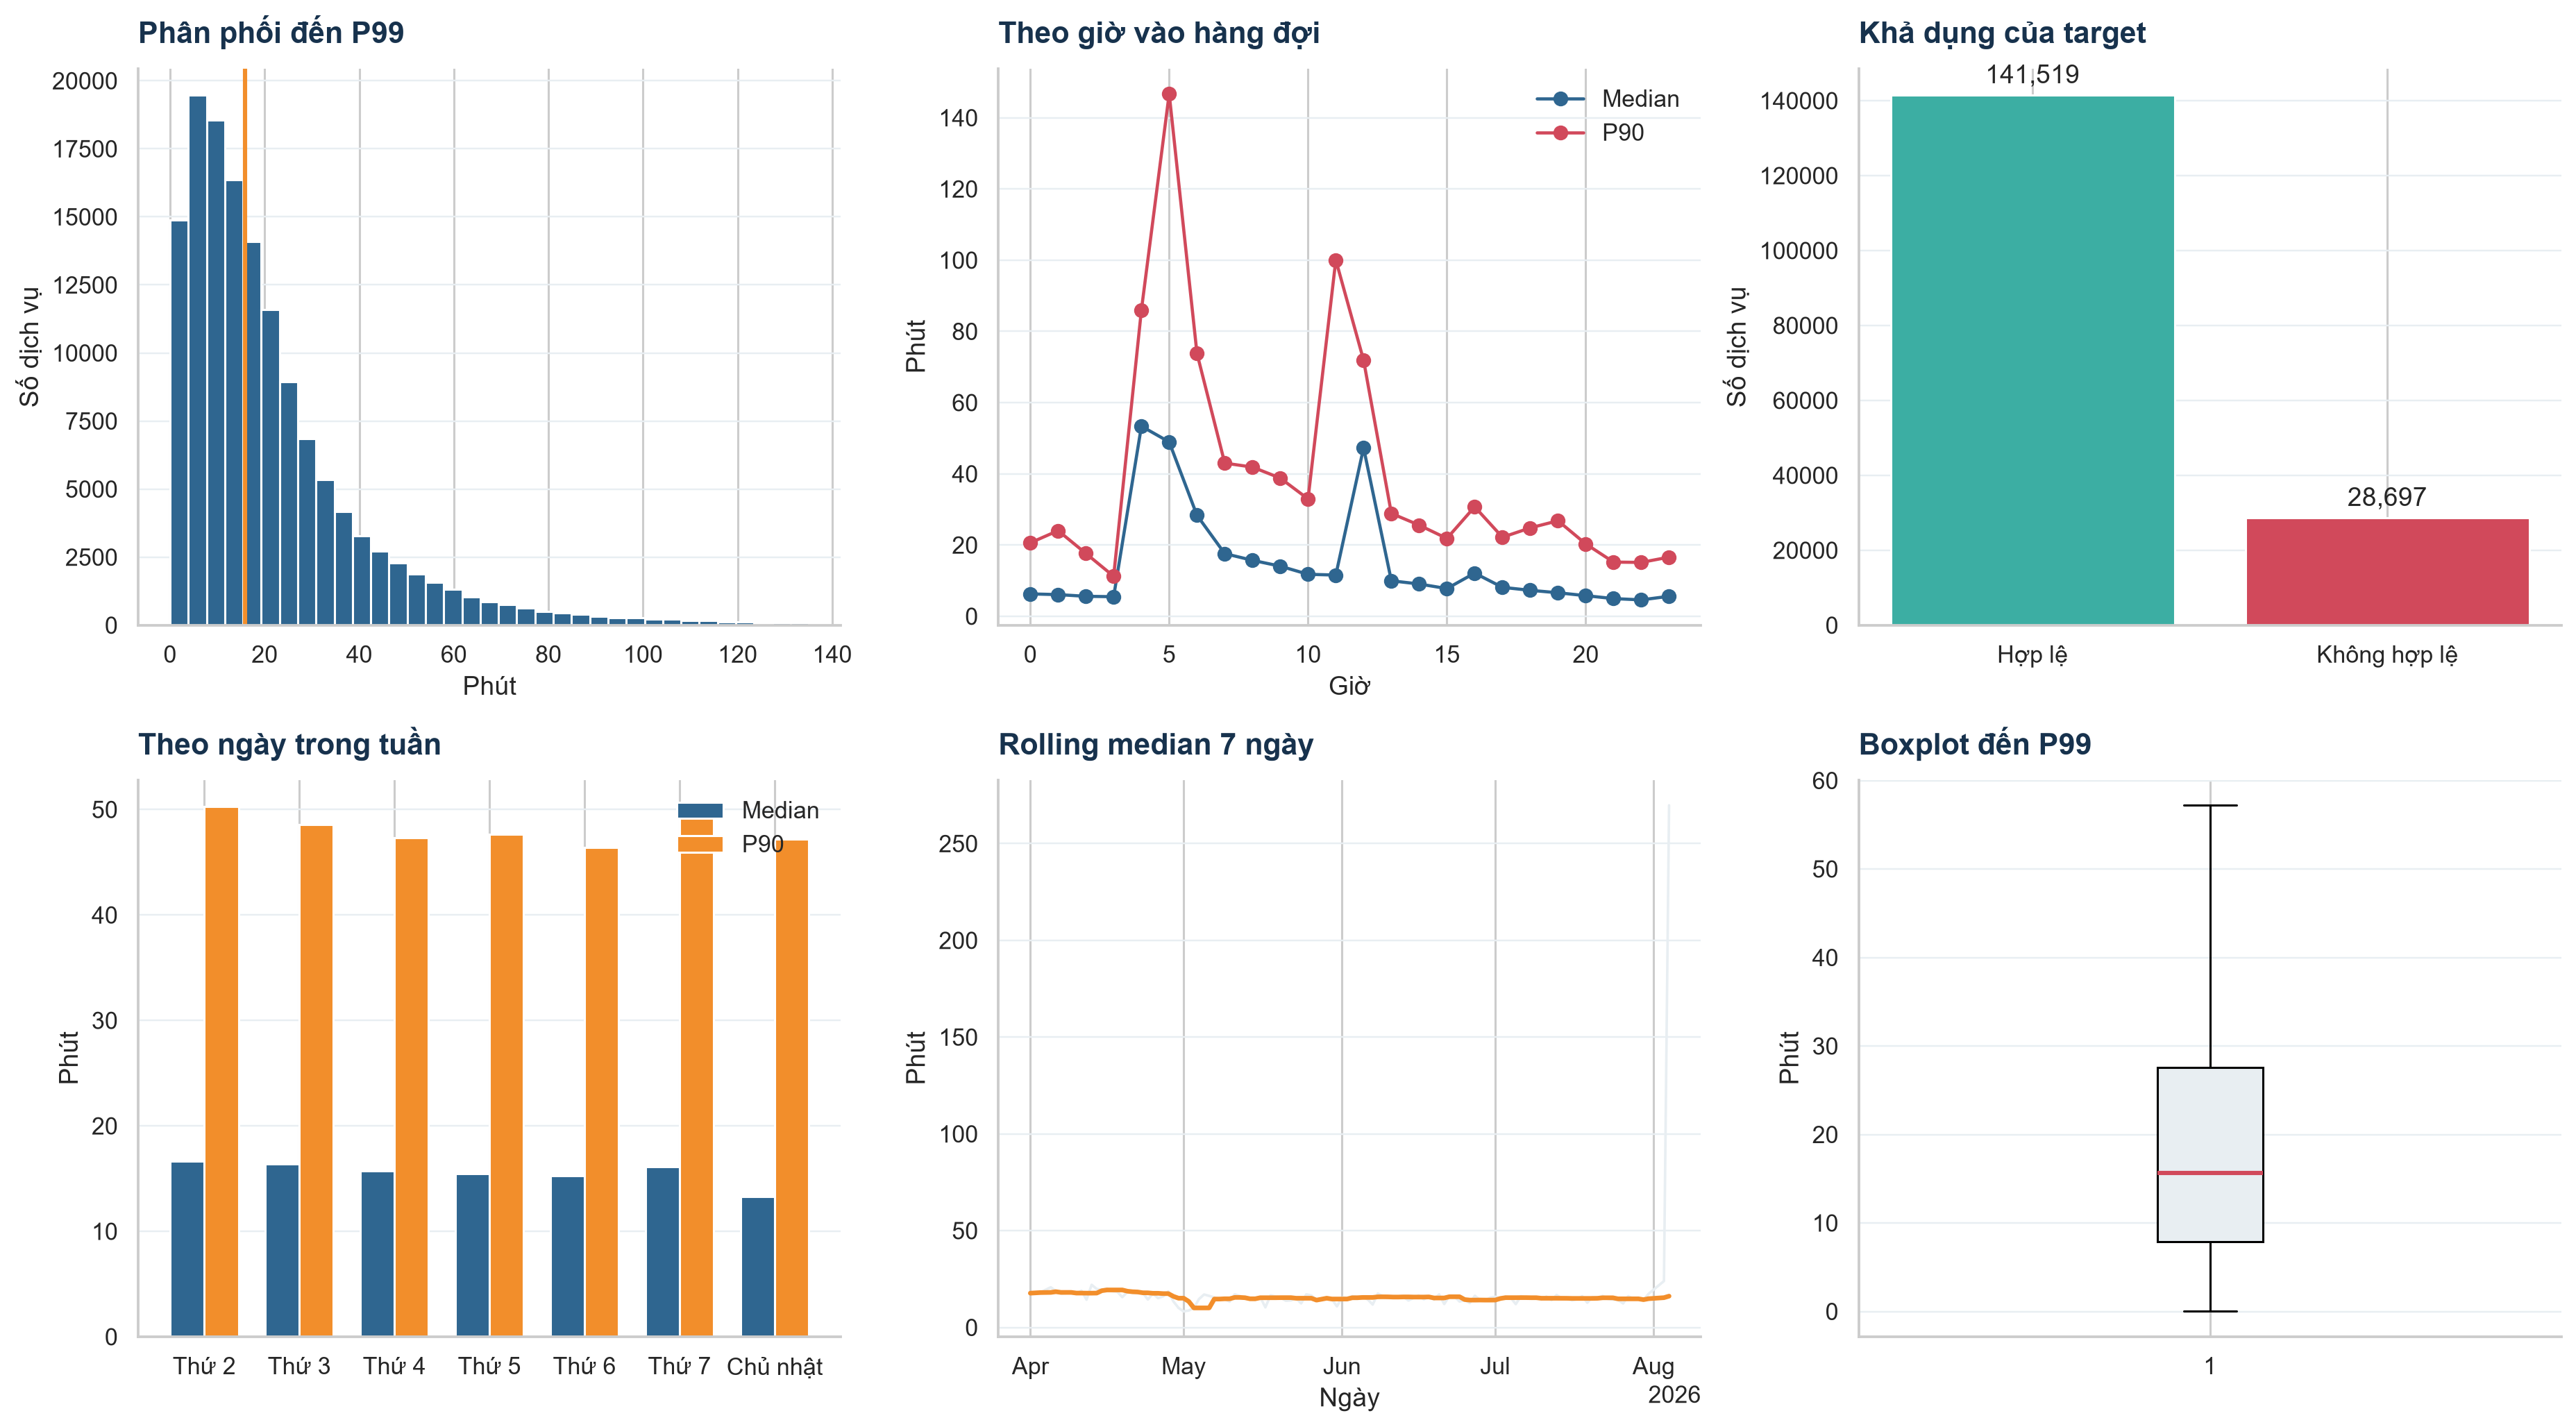 Phân phối đến P99
20000
17500
15000
12500
10000
7500
5000
2500
0
Số dịch vụ
0 20 40 60 80 100 120 140
Phút
Theo giờ vào hàng đợi
Median
P90
140
120
100
80
60
40
20
0
Phút
0 5 10 15 20
Giờ
Khả dụng của target
141,519
28,697
140000
120000
100000
80000
60000
40000
20000
0
Số dịch vụ
Hợp lệ Không hợp lệ
Theo ngày trong tuần
Median
P90
50
40
30
20
10
0
Phút
Thứ 2 Thứ 3 Thứ 4 Thứ 5 Thứ 6 Thứ 7 Chủ nhật
Rolling median 7 ngày
250
200
150
100
50
0
Phút
Apr May Jun Jul Aug
2026
Ngày
Boxplot đến P99
60
50
40
30
20
10
0
Phút
1